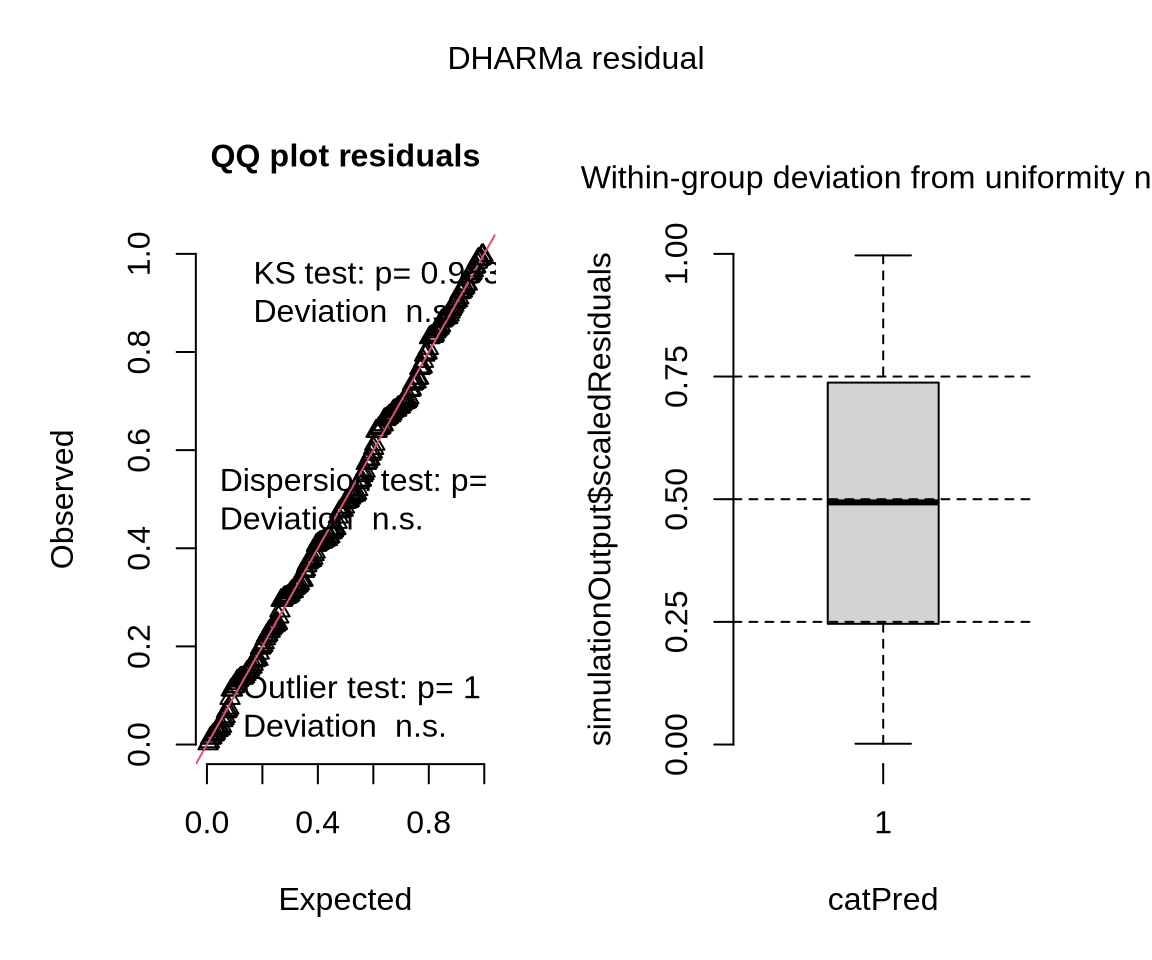 DHARMa residual
QQ plot residuals
KS test: p=
Deviation n.s.
Dispersion test: p=
Deviation n.s.
Outlier test: p= 1
Deviation n.s.
Observed
0.0 0.2 0.4 0.6 0.8 1.0
0.0 0.4 0.8
Expected
Within-group deviation from uniformity n
simulationOutput$scaledResiduals
0.00 0.25 0.50 0.75 1.00
1
catPred